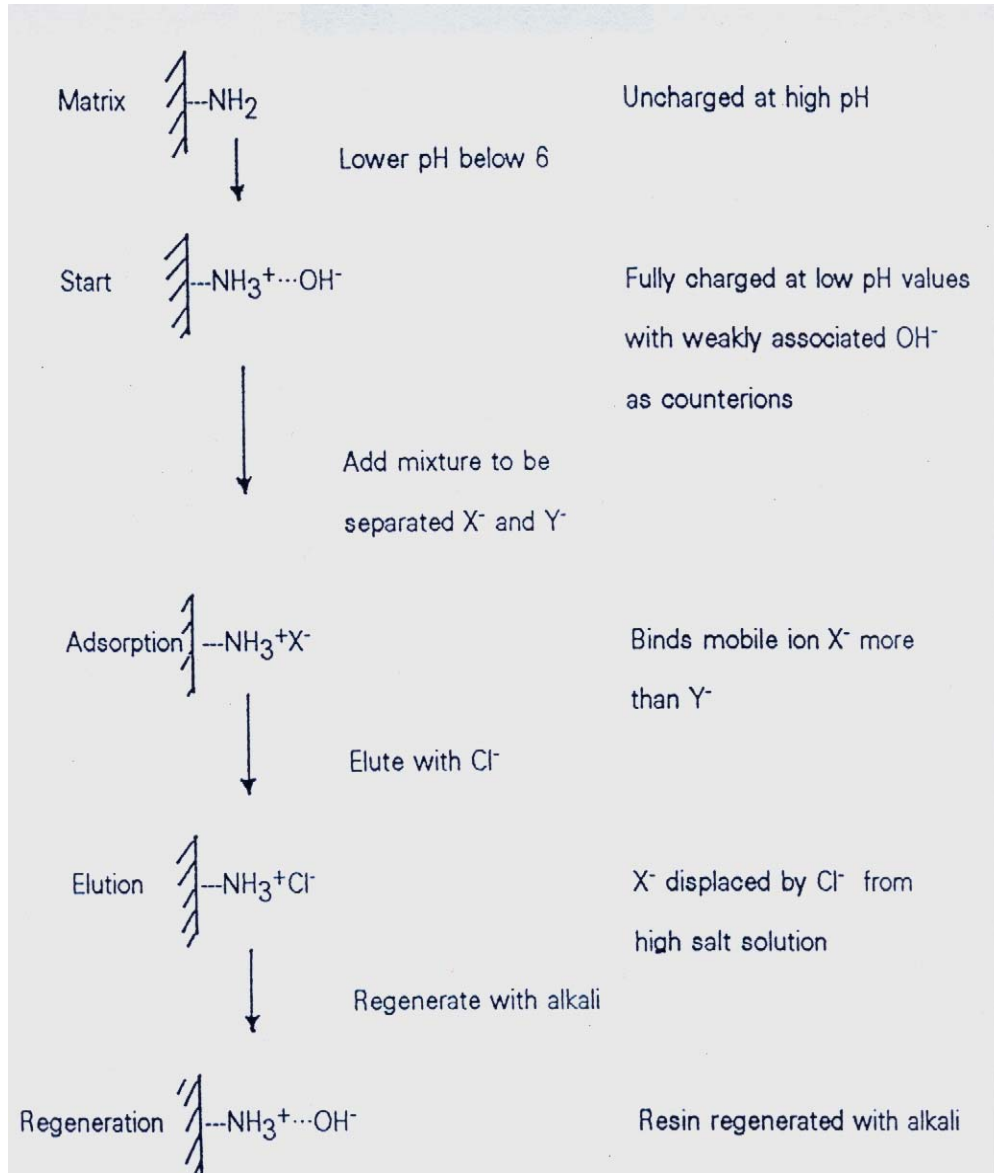 Matrix ---NH₂ Uncharged at high pH
Lower pH below 6
Start ---NH₃⁺···OH⁻ Fully charged at low pH values
with weakly associated OH⁻
as counterions
Add mixture to be
separated X⁻ and Y⁻
Adsorption ---NH₃⁺X⁻ Binds mobile ion X⁻ more
than Y⁻
Elute with Cl⁻
Elution ---NH₃⁺Cl⁻ X⁻ displaced by Cl⁻ from
high salt solution
Regenerate with alkali
Regeneration ---NH₃⁺···OH⁻ Resin regenerated with alkali